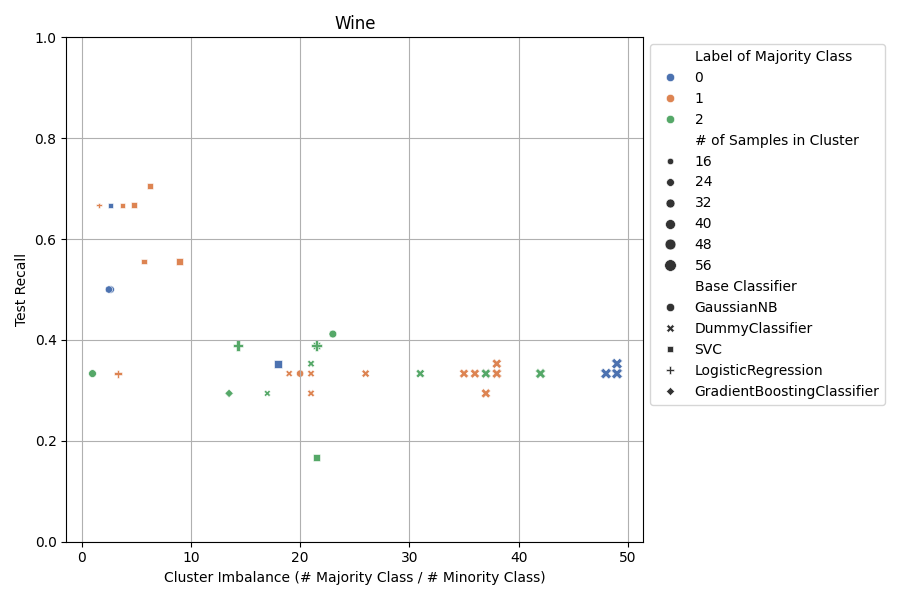 Wine
1.0
0.8
0.6
0.4
0.2
0.0
Test Recall
0 10 20 30 40 50
Cluster Imbalance (# Majority Class / # Minority Class)
Label of Majority Class
0
1
2
# of Samples in Cluster
16
24
32
40
48
56
Base Classifier
GaussianNB
DummyClassifier
SVC
LogisticRegression
GradientBoostingClassifier